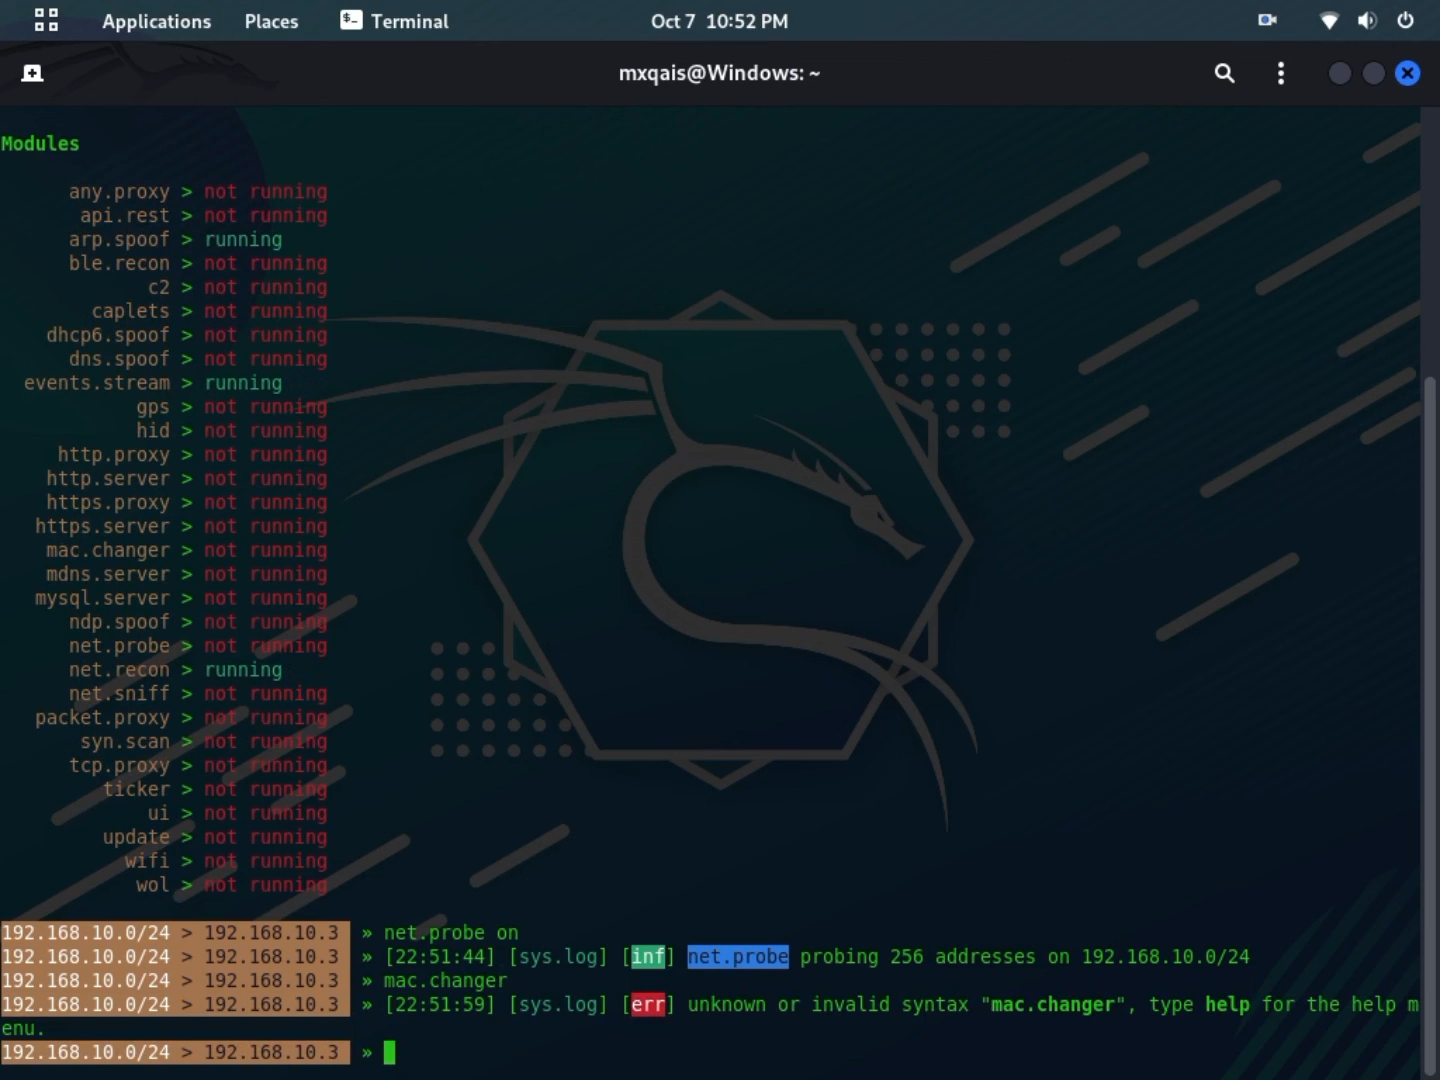 Applications Places Terminal Oct 7 10:52 PM
mxqais@Windows: ~
Modules
any.proxy > not running
api.rest > not running
arp.spoof > running
ble.recon > not running
c2 > not running
caplets > not running
dhcp6.spoof > not running
dns.spoof > not running
events.stream > running
gps > not running
hid > not running
http.proxy > not running
http.server > not running
https.proxy > not running
https.server > not running
mac.changer > not running
mdns.server > not running
mysql.server > not running
ndp.spoof > not running
net.probe > not running
net.recon > running
net.sniff > not running
packet.proxy > not running
syn.scan > not running
tcp.proxy > not running
ticker > not running
ui > not running
update > not running
wifi > not running
wol > not running
192.168.10.0/24 > 192.168.10.3 » net.probe on
192.168.10.0/24 > 192.168.10.3 » [22:51:44] [sys.log] [inf] net.probe probing 256 addresses on 192.168.10.0/24
192.168.10.0/24 > 192.168.10.3 » mac.changer
192.168.10.0/24 > 192.168.10.3 » [22:51:59] [sys.log] [err] unknown or invalid syntax "mac.changer", type help for the help m
enu.
192.168.10.0/24 > 192.168.10.3 »